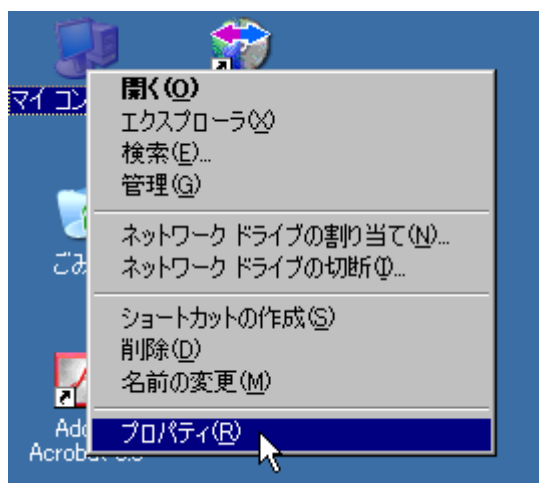 マイ コン
開く(O)
エクスプローラ(X)
検索(E)...
管理(G)
ネットワーク ドライブの割り当て(N)...
ネットワーク ドライブの切断(I)...
ショートカットの作成(S)
削除(D)
名前の変更(M)
プロパティ(R)
ごみ
Ado
Acrobat